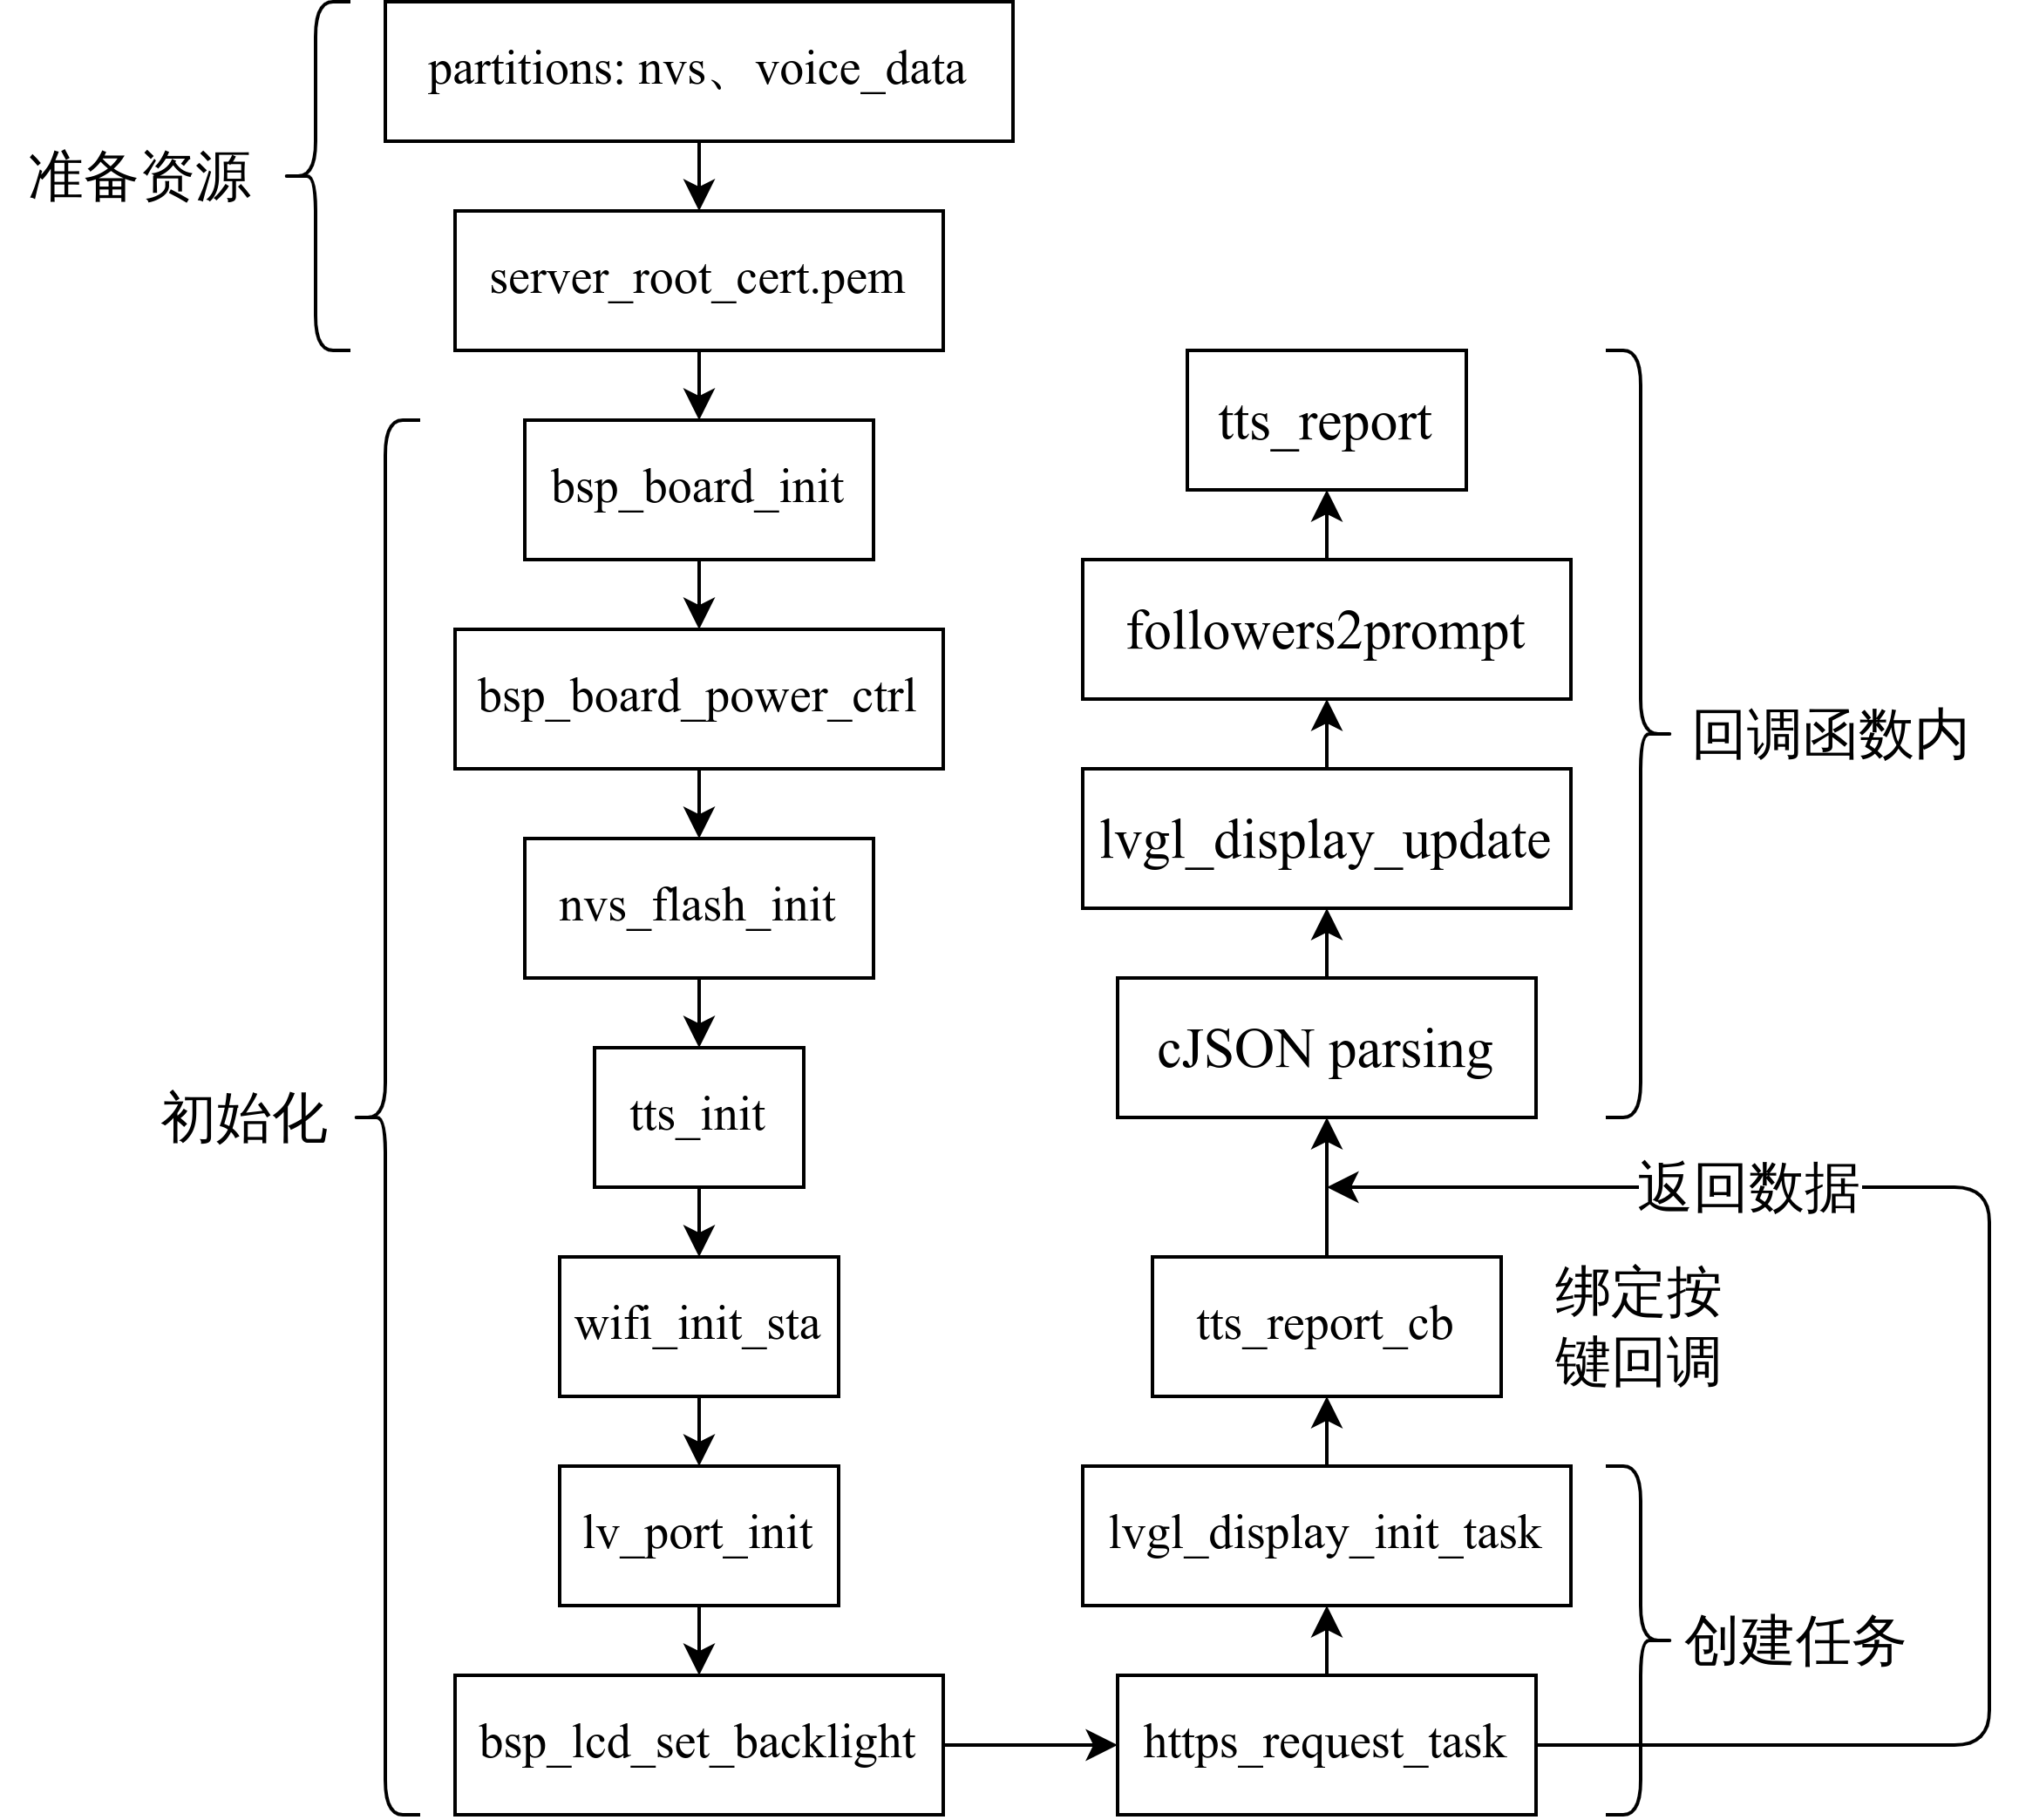 partitions: nvs、voice_data
准备资源
server_root_cert.pem
bsp_board_init
bsp_board_power_ctrl
nvs_flash_init
初始化
tts_init
wifi_init_sta
lv_port_init
bsp_lcd_set_backlight
https_request_task
创建任务
lvgl_display_init_task
tts_report_cb
绑定按
键回调
返回数据
cJSON parsing
lvgl_display_update
回调函数内
followers2prompt
tts_report